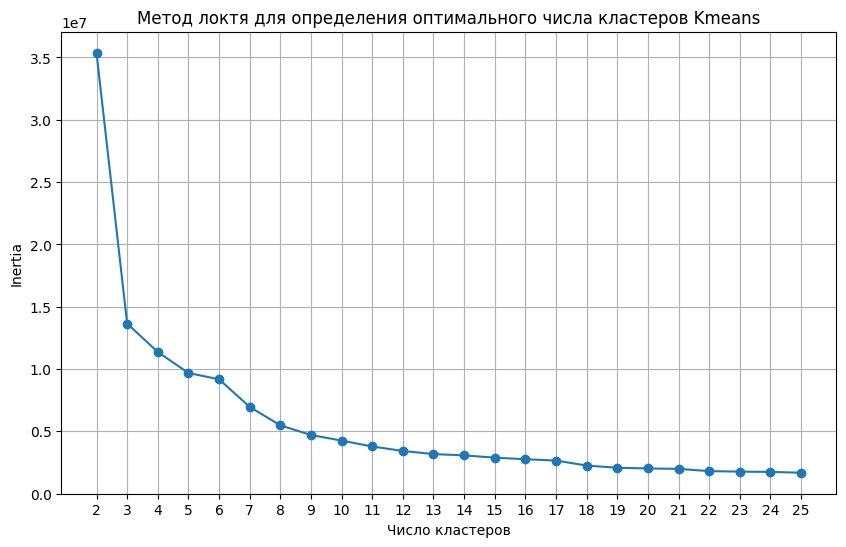 Метод локтя для определения оптимального числа кластеров Kmeans
1e7
3.5
3.0
2.5
2.0
1.5
1.0
0.5
0.0
Inertia
2 3 4 5 6 7 8 9 10 11 12 13 14 15 16 17 18 19 20 21 22 23 24 25
Число кластеров